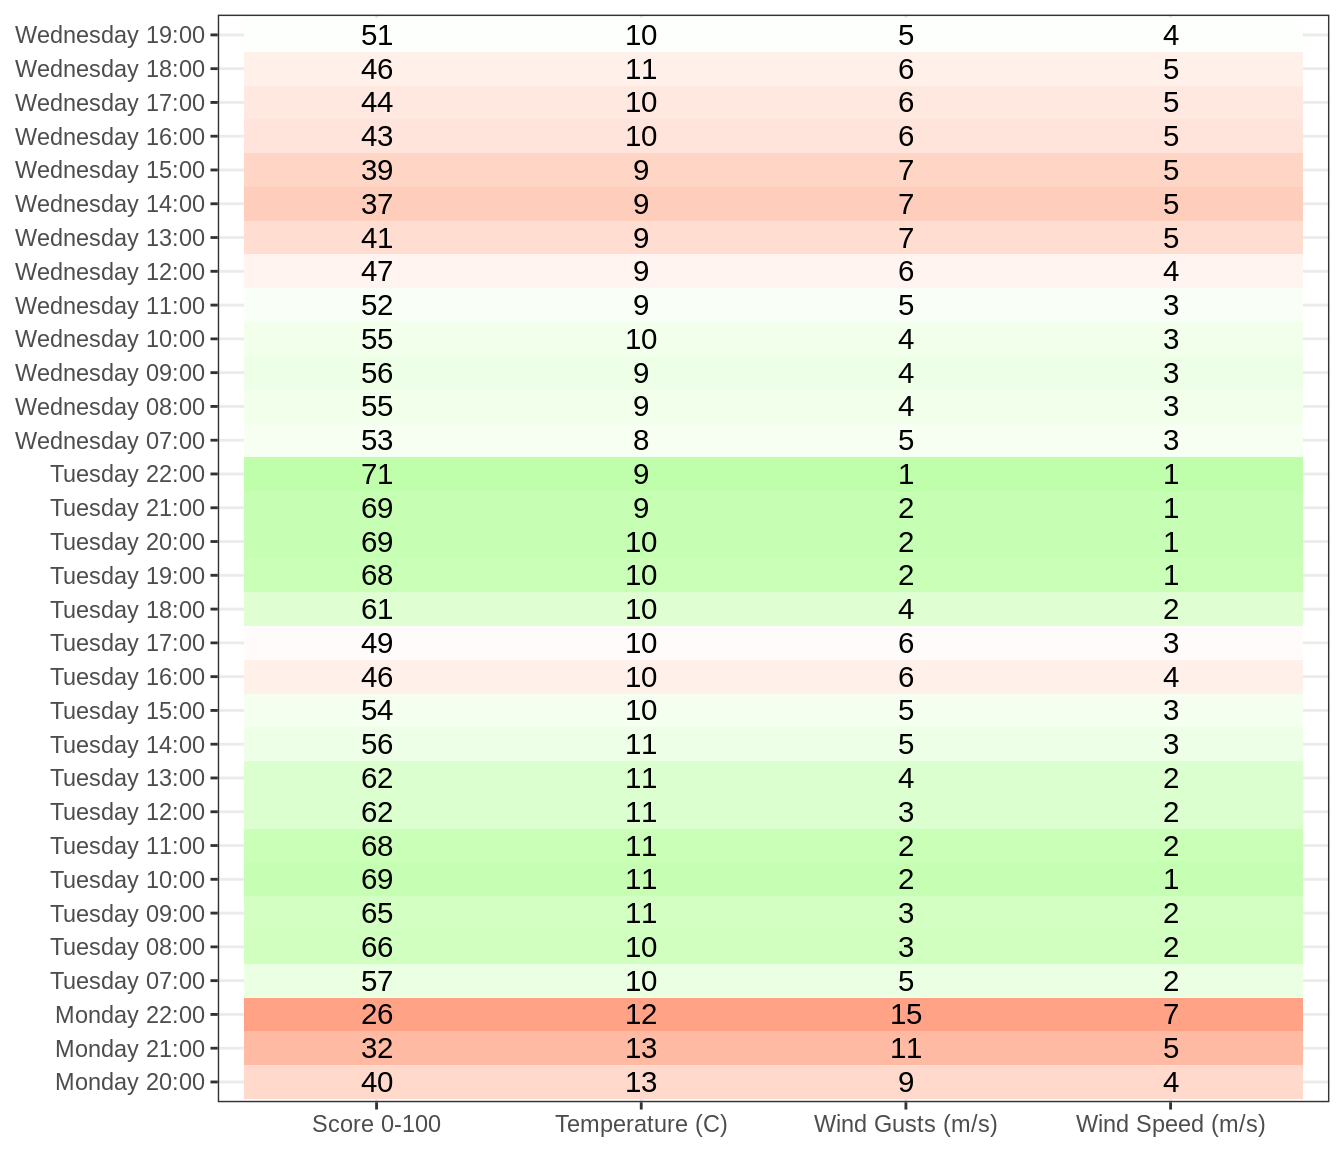 Wednesday 19:00 51 10 5 4
Wednesday 18:00 46 11 6 5
Wednesday 17:00 44 10 6 5
Wednesday 16:00 43 10 6 5
Wednesday 15:00 39 9 7 5
Wednesday 14:00 37 9 7 5
Wednesday 13:00 41 9 7 5
Wednesday 12:00 47 9 6 4
Wednesday 11:00 52 9 5 3
Wednesday 10:00 55 10 4 3
Wednesday 09:00 56 9 4 3
Wednesday 08:00 55 9 4 3
Wednesday 07:00 53 8 5 3
Tuesday 22:00 71 9 1 1
Tuesday 21:00 69 9 2 1
Tuesday 20:00 69 10 2 1
Tuesday 19:00 68 10 2 1
Tuesday 18:00 61 10 4 2
Tuesday 17:00 49 10 6 3
Tuesday 16:00 46 10 6 4
Tuesday 15:00 54 10 5 3
Tuesday 14:00 56 11 5 3
Tuesday 13:00 62 11 4 2
Tuesday 12:00 62 11 3 2
Tuesday 11:00 68 11 2 2
Tuesday 10:00 69 11 2 1
Tuesday 09:00 65 11 3 2
Tuesday 08:00 66 10 3 2
Tuesday 07:00 57 10 5 2
Monday 22:00 26 12 15 7
Monday 21:00 32 13 11 5
Monday 20:00 40 13 9 4
Score 0-100 Temperature (C) Wind Gusts (m/s) Wind Speed (m/s)